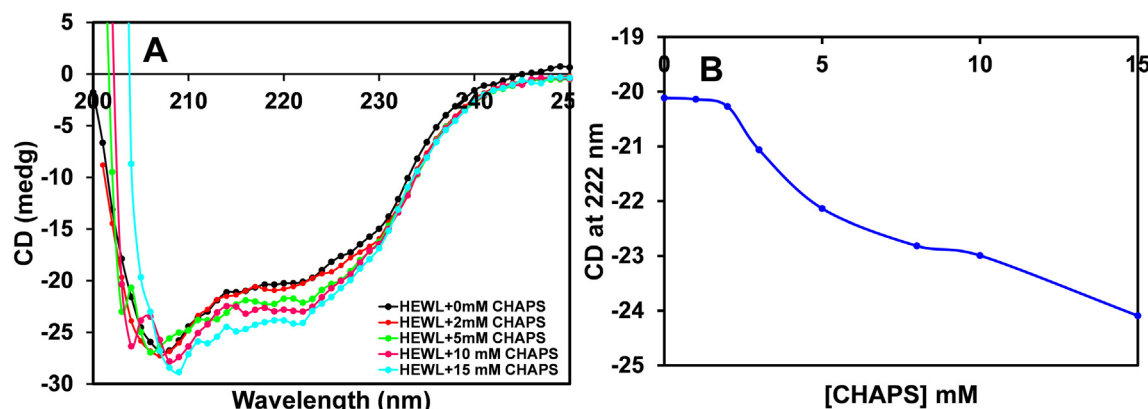 A
5
0
-5
-10
-15
-20
-25
-30
200 210 220 230 240 25
CD (medg)
Wavelength (nm)
HEWL+0mM CHAPS
HEWL+2mM CHAPS
HEWL+5mM CHAPS
HEWL+10 mM CHAPS
HEWL+15 mM CHAPS
B
-19
-20
-21
-22
-23
-24
-25
0 5 10 15
CD at 222 nm
[CHAPS] mM